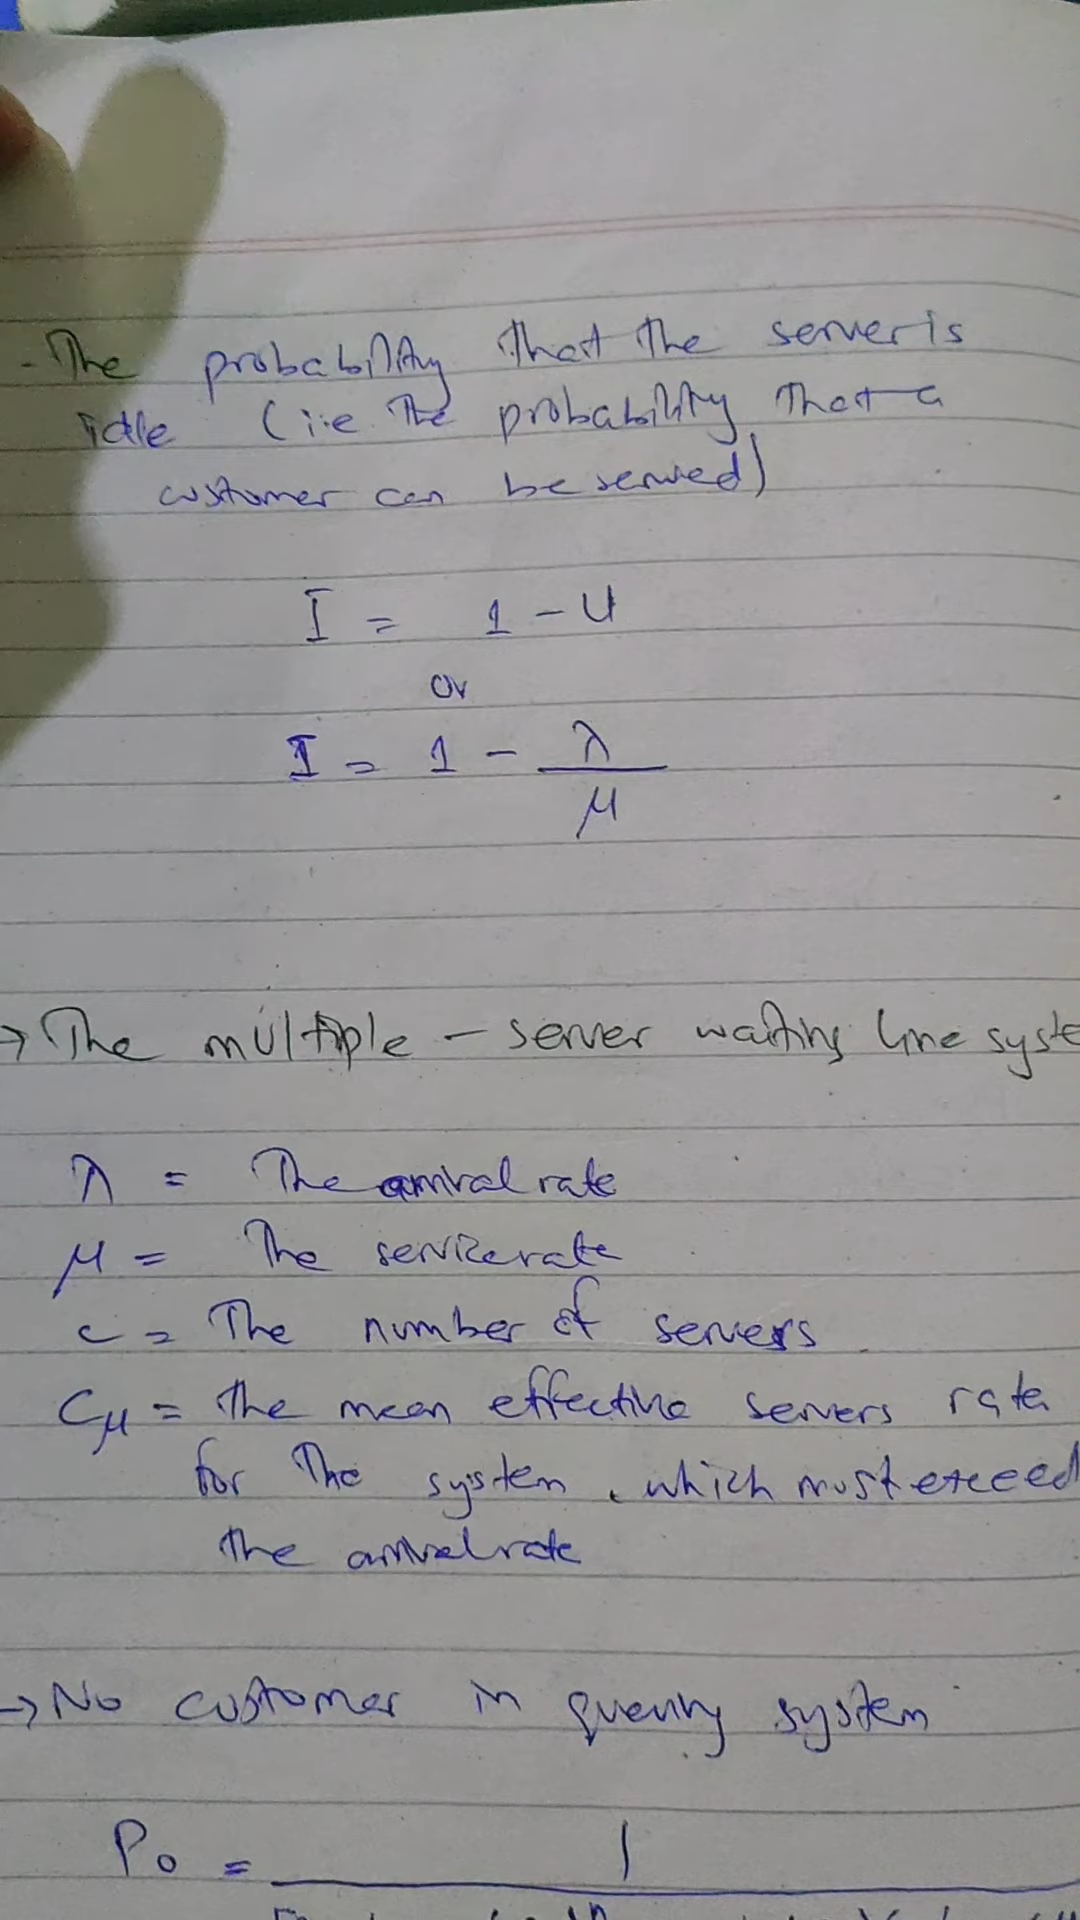 - The probability that the server is
idle (i.e. The probability that a
customer can be served)
I = 1 - U
or
I = 1 - λ
μ
→ The multiple - server waiting line syste
λ = The arrival rate
μ = The service rate
c = The number of servers
Cμ = the mean effective servers rate
for The system, which must exceed
the arrival rate
→ No customer in queuing system
P0 = 1